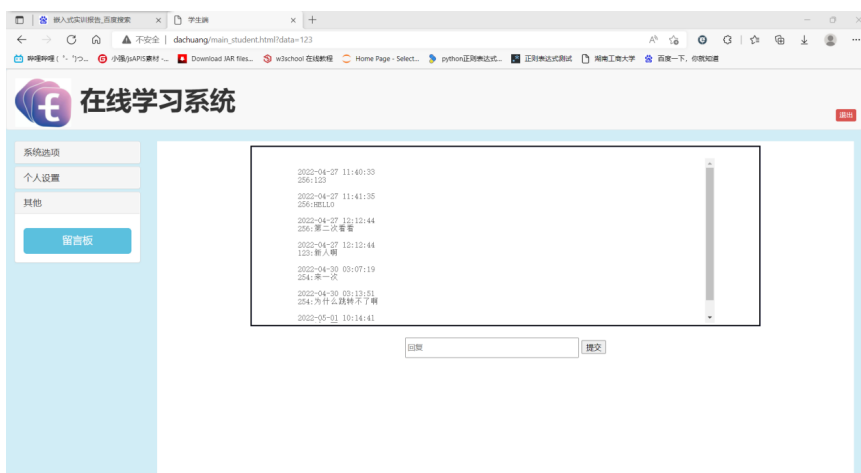 嵌入式实训报告_百度搜索
学生端
不安全 | dachuang/main_student.html?data=123
哔哩哔哩 ( ゜- ゜)つ...
小强/jsAPI5素材·...
Download JAR files...
w3school 在线教程
Home Page - Select...
python正则表达式...
正则表达式测试
湖南工商大学
百度一下，你就知道
在线学习系统
退出
系统选项
个人设置
其他
留言板
2022-04-27 11:40:33
256:123
2022-04-27 11:41:35
256:HELLO
2022-04-27 12:12:44
256:第二次看看
2022-04-27 12:12:44
123:新人啊
2022-04-30 03:07:19
254:来一次
2022-04-30 03:13:51
254:为什么跳转不了啊
2022-05-01 10:14:41
回复
提交